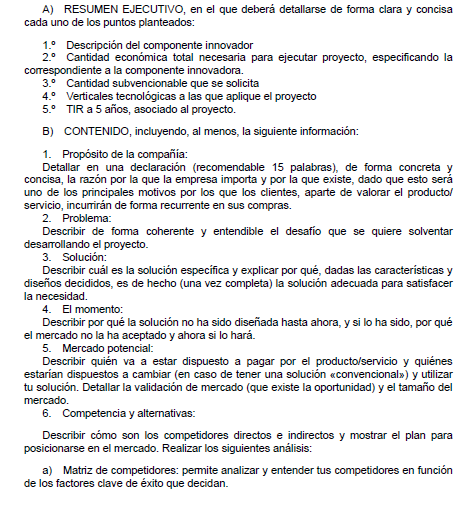 A) RESUMEN EJECUTIVO, en el que deberá detallarse de forma clara y concisa
cada uno de los puntos planteados:
1.º Descripción del componente innovador
2.º Cantidad económica total necesaria para ejecutar proyecto, especificando la
correspondiente a la componente innovadora.
3.º Cantidad subvencionable que se solicita
4.º Verticales tecnológicas a las que aplique el proyecto
5.º TIR a 5 años, asociado al proyecto.
B) CONTENIDO, incluyendo, al menos, la siguiente información:
1. Propósito de la compañía:
Detallar en una declaración (recomendable 15 palabras), de forma concreta y
concisa, la razón por la que la empresa importa y por la que existe, dado que esto será
uno de los principales motivos por los que los clientes, aparte de valorar el producto/
servicio, incurrirán de forma recurrente en sus compras.
2. Problema:
Describir de forma coherente y entendible el desafío que se quiere solventar
desarrollando el proyecto.
3. Solución:
Describir cuál es la solución específica y explicar por qué, dadas las características y
diseños decididos, es de hecho (una vez completa) la solución adecuada para satisfacer
la necesidad.
4. El momento:
Describir por qué la solución no ha sido diseñada hasta ahora, y si lo ha sido, por qué
el mercado no la ha aceptado y ahora si lo hará.
5. Mercado potencial:
Describir quién va a estar dispuesto a pagar por el producto/servicio y quiénes
estarían dispuestos a cambiar (en caso de tener una solución «convencional») y utilizar
tu solución. Detallar la validación de mercado (que existe la oportunidad) y el tamaño del
mercado.
6. Competencia y alternativas:
Describir cómo son los competidores directos e indirectos y mostrar el plan para
posicionarse en el mercado. Realizar los siguientes análisis:
a) Matriz de competidores: permite analizar y entender tus competidores en función
de los factores clave de éxito que decidan.